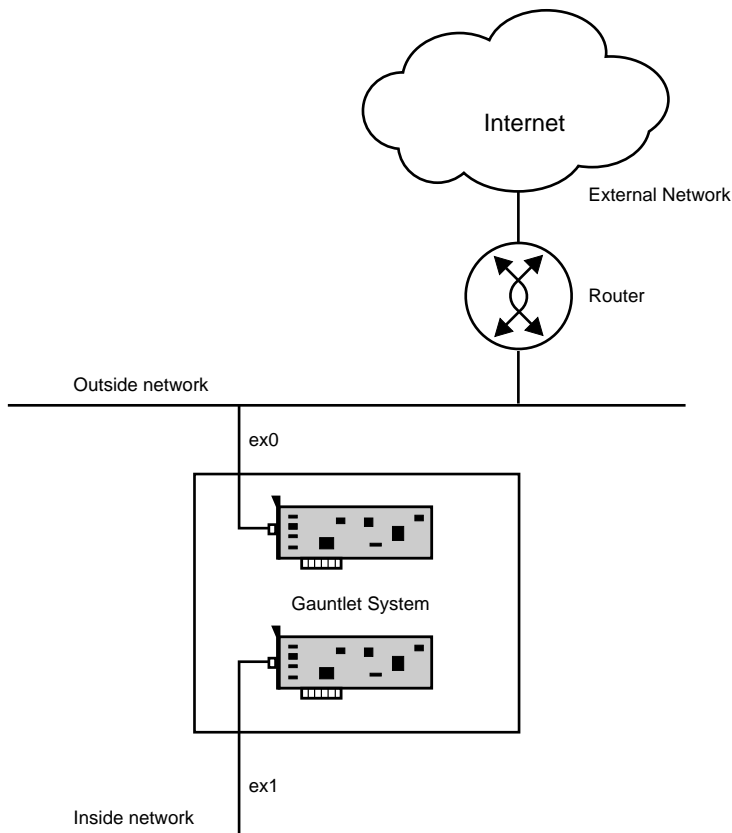 Internet
External Network
Router
Outside network
ex0
Gauntlet System
ex1
Inside network